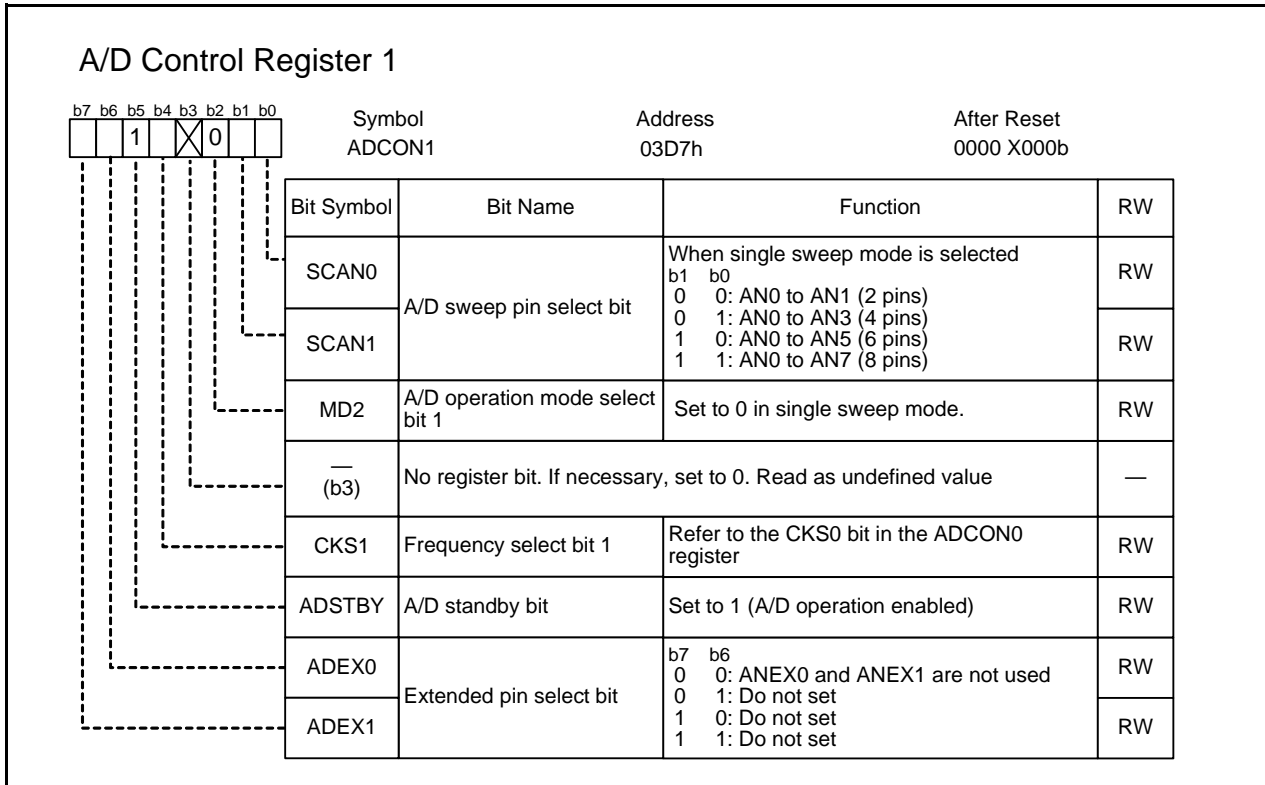 A/D Control Register 1
b7 b6 b5 b4 b3 b2 b1 b0
1 0
Symbol Address After Reset
ADCON1 03D7h 0000 X000b
Bit Symbol Bit Name Function RW
SCAN0 RW
SCAN1 RW
A/D sweep pin select bit
When single sweep mode is selected
b1 b0
0 0: AN0 to AN1 (2 pins)
0 1: AN0 to AN3 (4 pins)
1 0: AN0 to AN5 (6 pins)
1 1: AN0 to AN7 (8 pins)
MD2
A/D operation mode select
bit 1
Set to 0 in single sweep mode.
RW
—
(b3)
No register bit. If necessary, set to 0. Read as undefined value
—
CKS1
Frequency select bit 1
Refer to the CKS0 bit in the ADCON0
register
RW
ADSTBY A/D standby bit Set to 1 (A/D operation enabled) RW
ADEX0 RW
ADEX1 RW
Extended pin select bit
b7 b6
0 0: ANEX0 and ANEX1 are not used
0 1: Do not set
1 0: Do not set
1 1: Do not set